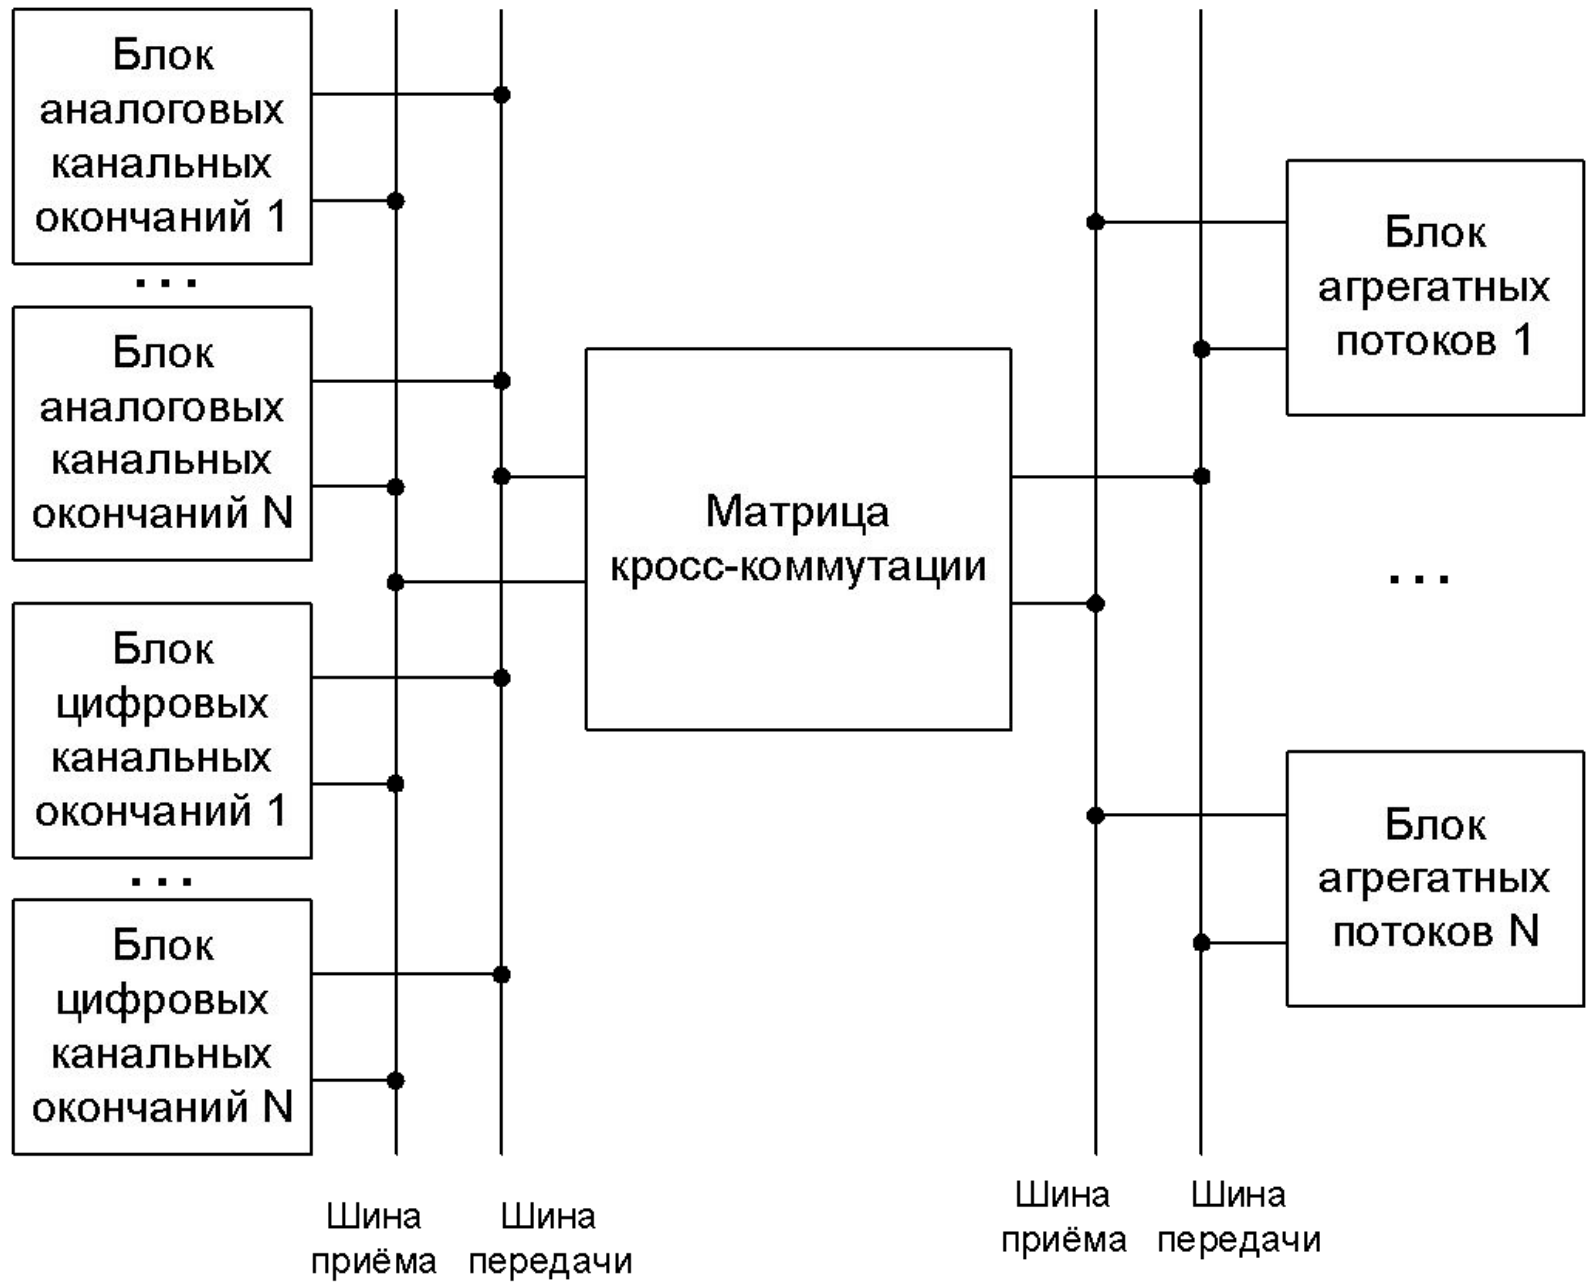 Блок
аналоговых
канальных
окончаний 1
...
Блок
аналоговых
канальных
окончаний N
Блок
цифровых
канальных
окончаний 1
...
Блок
цифровых
канальных
окончаний N
Шина
приёма
Шина
передачи
Матрица
кросс-коммутации
Шина
приёма
Шина
передачи
Блок
агрегатных
потоков 1
...
Блок
агрегатных
потоков N